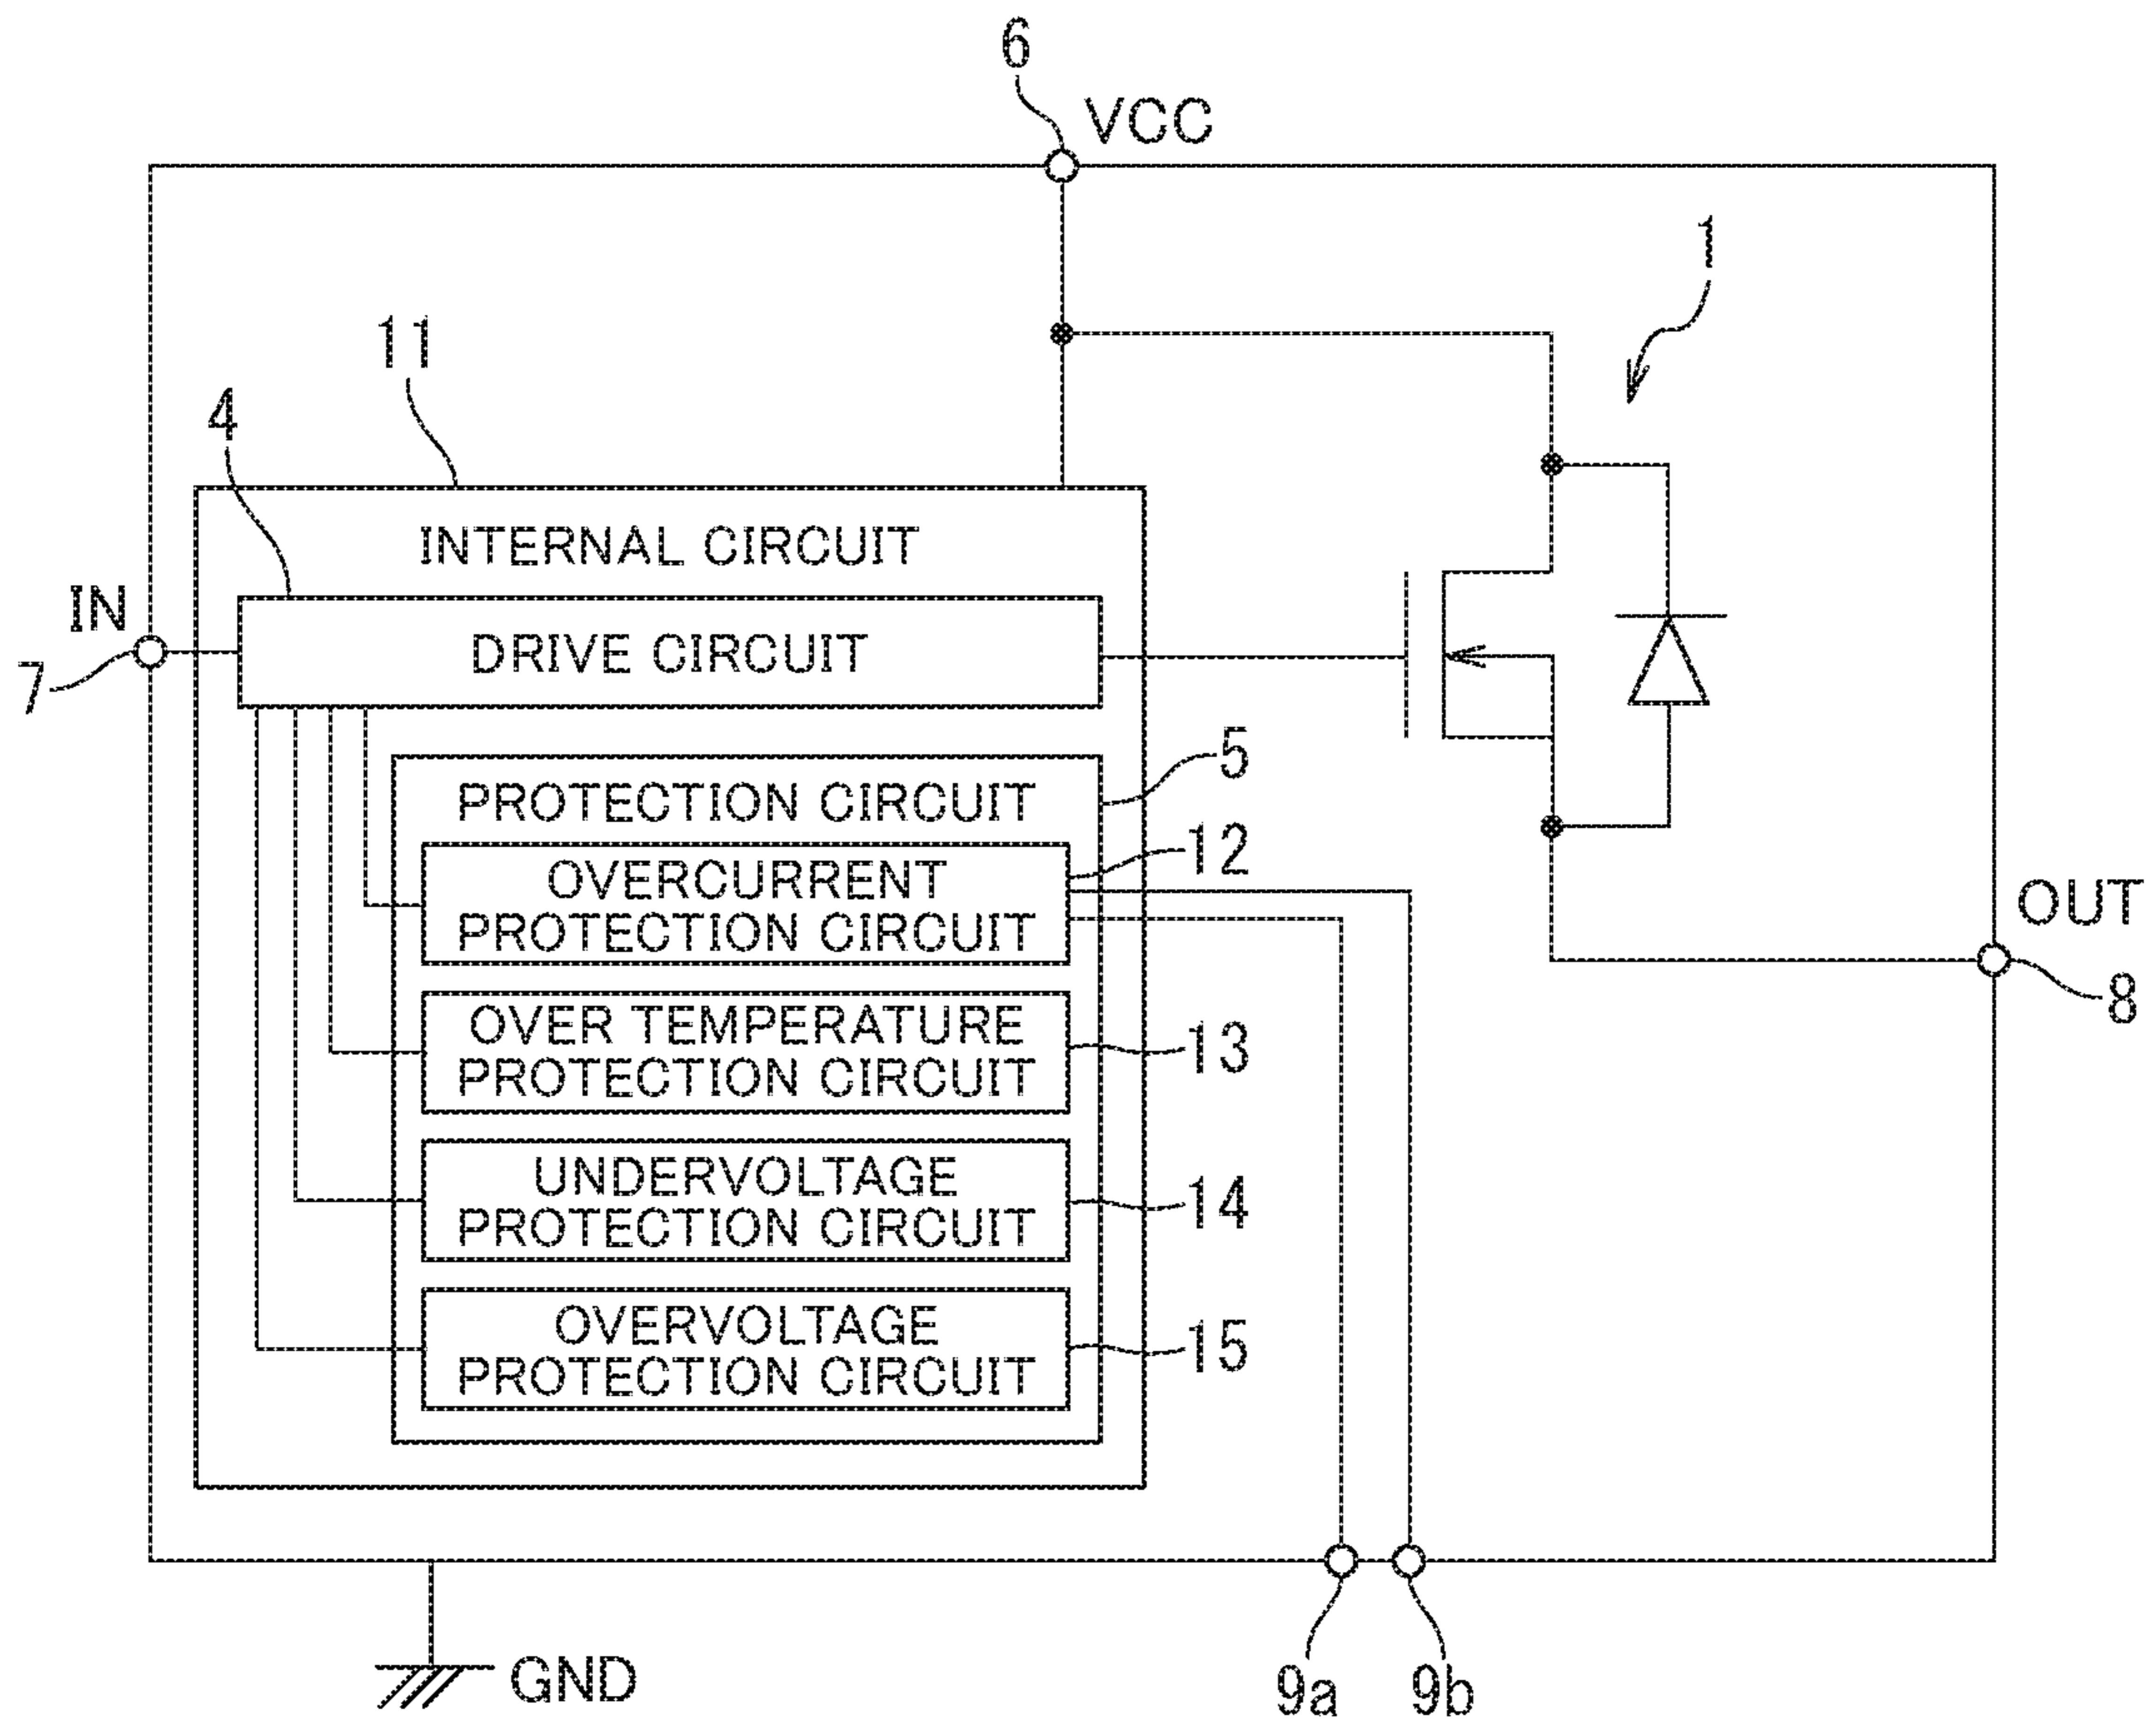 6
VCC
1
11
4
INTERNAL CIRCUIT
IN
DRIVE CIRCUIT
7
5
PROTECTION CIRCUIT
12
OVERCURRENT
PROTECTION CIRCUIT
OUT
8
OVER TEMPERATURE
PROTECTION CIRCUIT
13
UNDERVOLTAGE
PROTECTION CIRCUIT
14
OVERVOLTAGE
PROTECTION CIRCUIT
15
GND
9a
9b